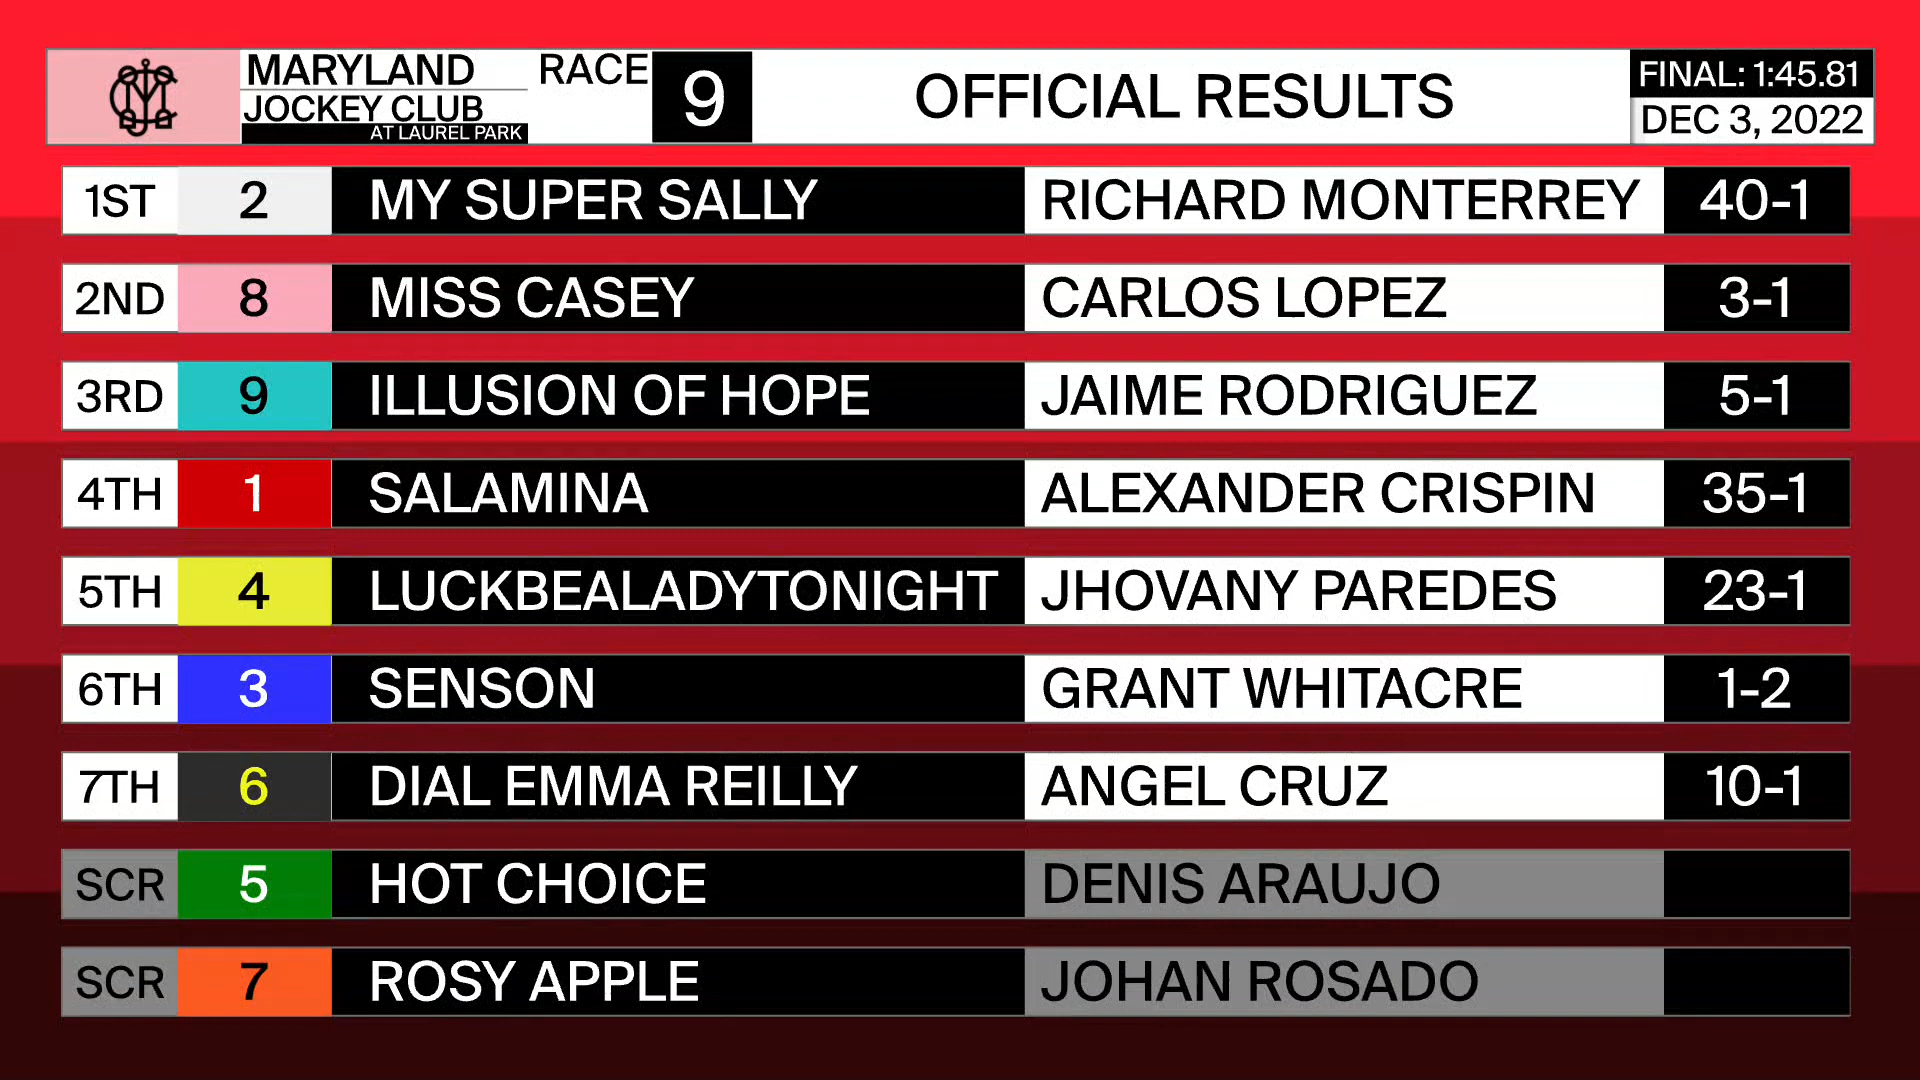 MARYLAND
JOCKEY CLUB
AT LAUREL PARK
RACE 9
OFFICIAL RESULTS
FINAL: 1:45.81
DEC 3, 2022
1ST 2 MY SUPER SALLY RICHARD MONTERREY 40-1
2ND 8 MISS CASEY CARLOS LOPEZ 3-1
3RD 9 ILLUSION OF HOPE JAIME RODRIGUEZ 5-1
4TH 1 SALAMINA ALEXANDER CRISPIN 35-1
5TH 4 LUCKBEALADYTONIGHT JHOVANY PAREDES 23-1
6TH 3 SENSON GRANT WHITACRE 1-2
7TH 6 DIAL EMMA REILLY ANGEL CRUZ 10-1
SCR 5 HOT CHOICE DENIS ARAUJO
SCR 7 ROSY APPLE JOHAN ROSADO